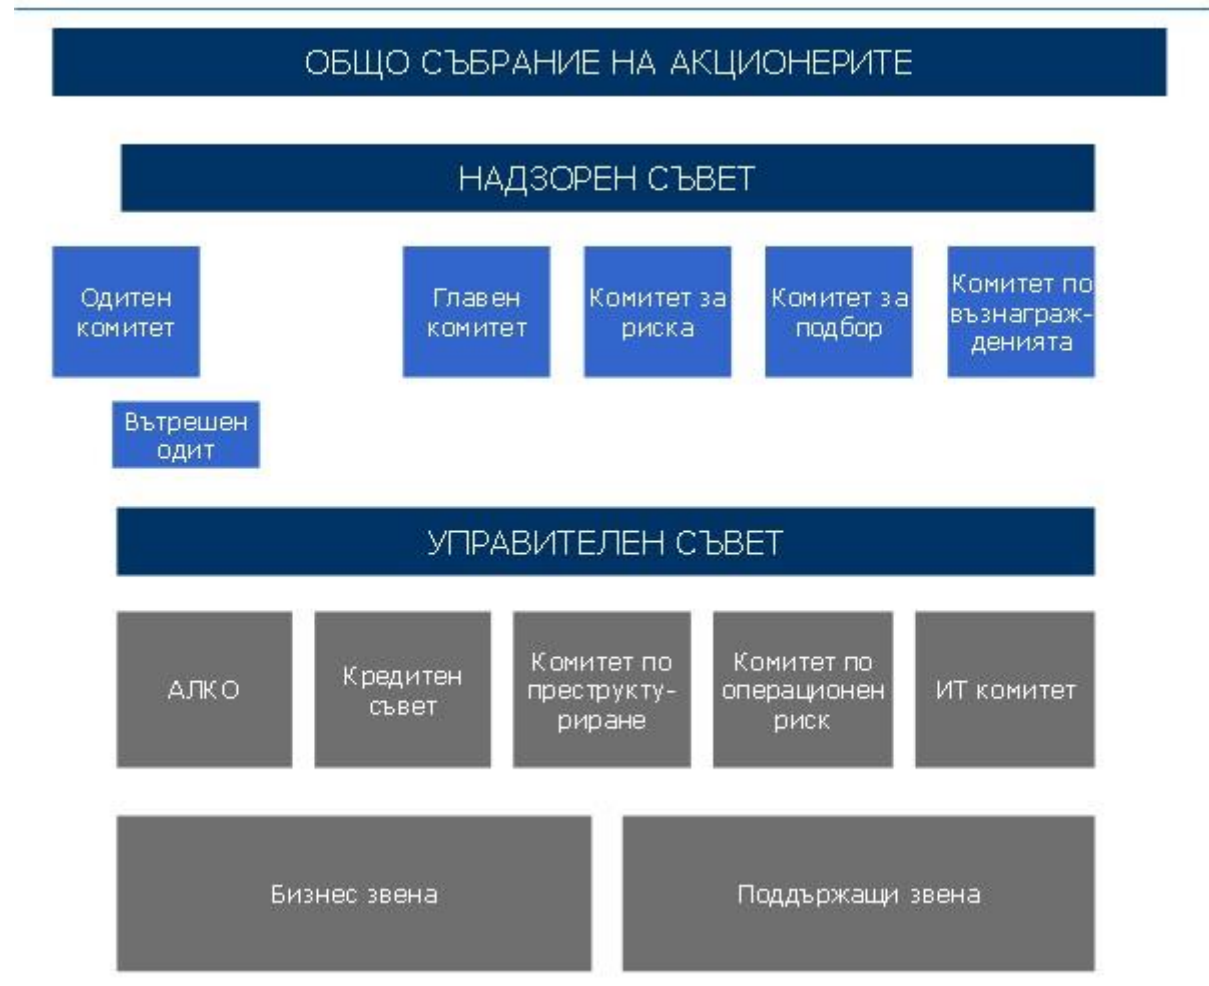 ОБЩО СЪБРАНИЕ НА АКЦИОНЕРИТЕ
НАДЗОРЕН СЪВЕТ
Одитен
комитет
Главен
комитет
Комитет за
риска
Комитет за
подбор
Комитет по
възнаграж-
денията
Вътрешен
одит
УПРАВИТЕЛЕН СЪВЕТ
АЛКО
Кредитен
съвет
Комитет по
преструкту-
риране
Комитет по
операционен
риск
ИТ комитет
Бизнес звена
Поддържащи звена